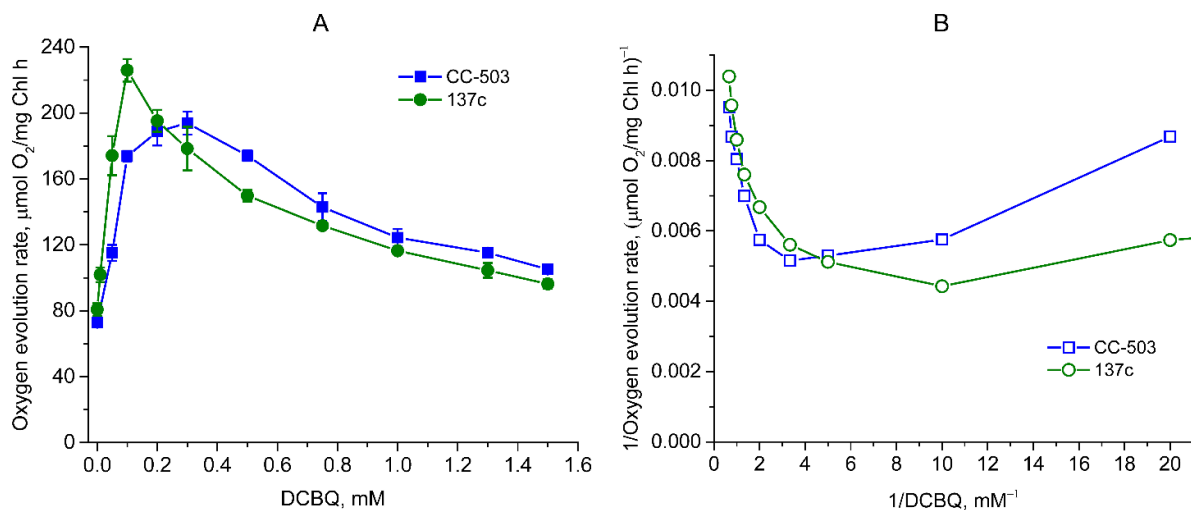 A
Oxygen evolution rate, μmol O₂/mg Chl h
240
200
160
120
80
40
0
0.0 0.2 0.4 0.6 0.8 1.0 1.2 1.4 1.6
DCBQ, mM
CC-503
137c
B
1/Oxygen evolution rate, (μmol O₂/mg Chl h)⁻¹
0.010
0.008
0.006
0.004
0.002
0.000
0 2 4 6 8 10 12 14 16 18 20
1/DCBQ, mM⁻¹
CC-503
137c